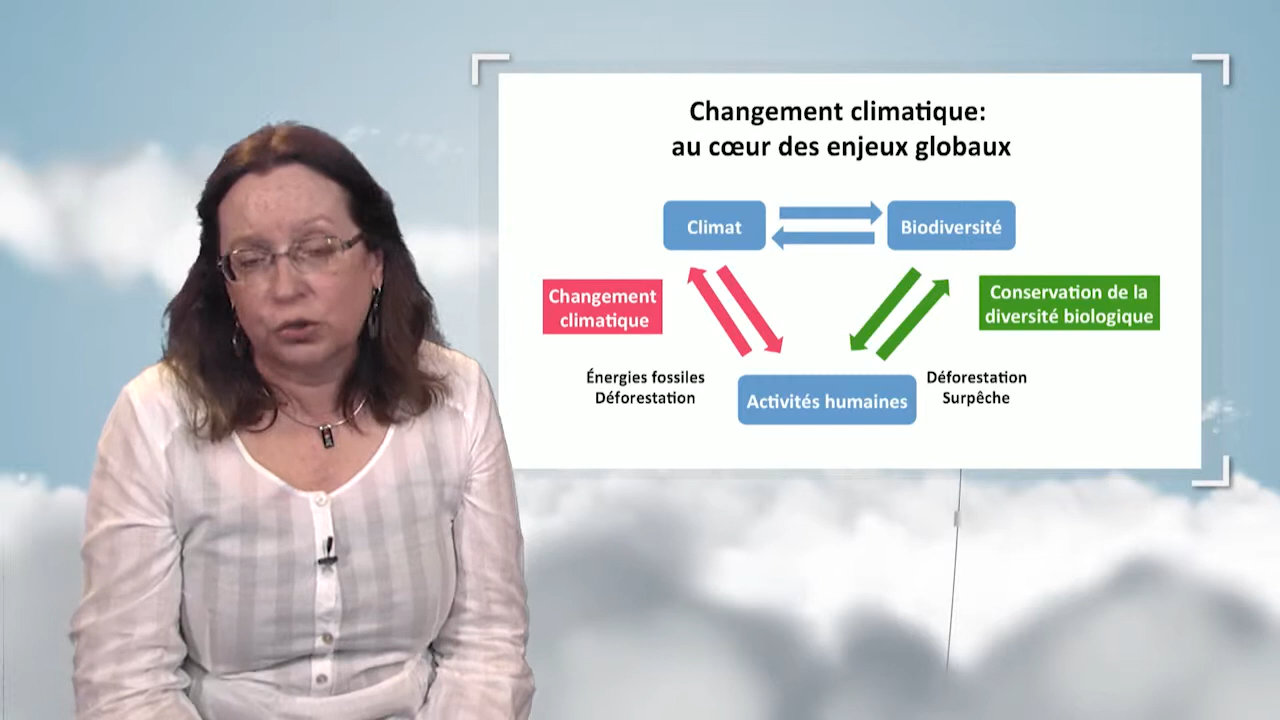 Changement climatique:
au cœur des enjeux globaux
Climat
Biodiversité
Changement
climatique
Conservation de la
diversité biologique
Énergies fossiles
Déforestation
Activités humaines
Déforestation
Surpêche